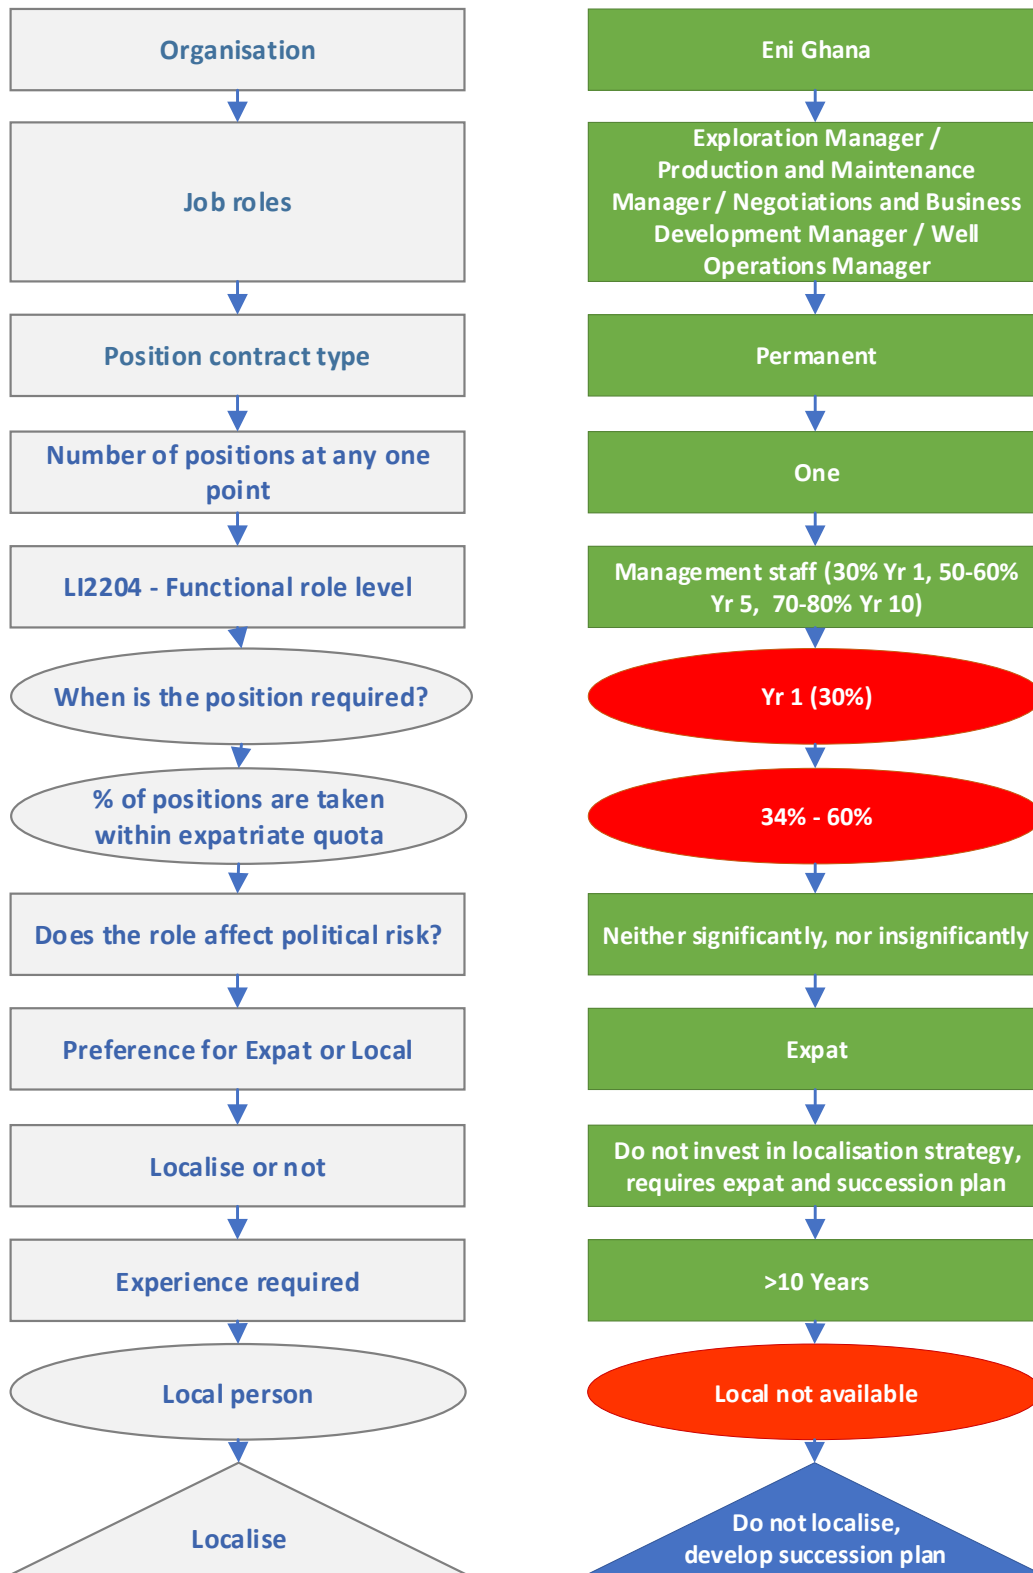 Organisation
Eni Ghana
Job roles
Exploration Manager /
Production and Maintenance
Manager / Negotiations and Business
Development Manager / Well
Operations Manager
Position contract type
Permanent
Number of positions at any one
point
One
LI2204 - Functional role level
Management staff (30% Yr 1, 50-60%
Yr 5, 70-80% Yr 10)
When is the position required?
Yr 1 (30%)
% of positions are taken
within expatriate quota
34% - 60%
Does the role affect political risk?
Neither significantly, nor insignificantly
Preference for Expat or Local
Expat
Localise or not
Do not invest in localisation strategy,
requires expat and succession plan
Experience required
>10 Years
Local person
Local not available
Localise
Do not localise,
develop succession plan